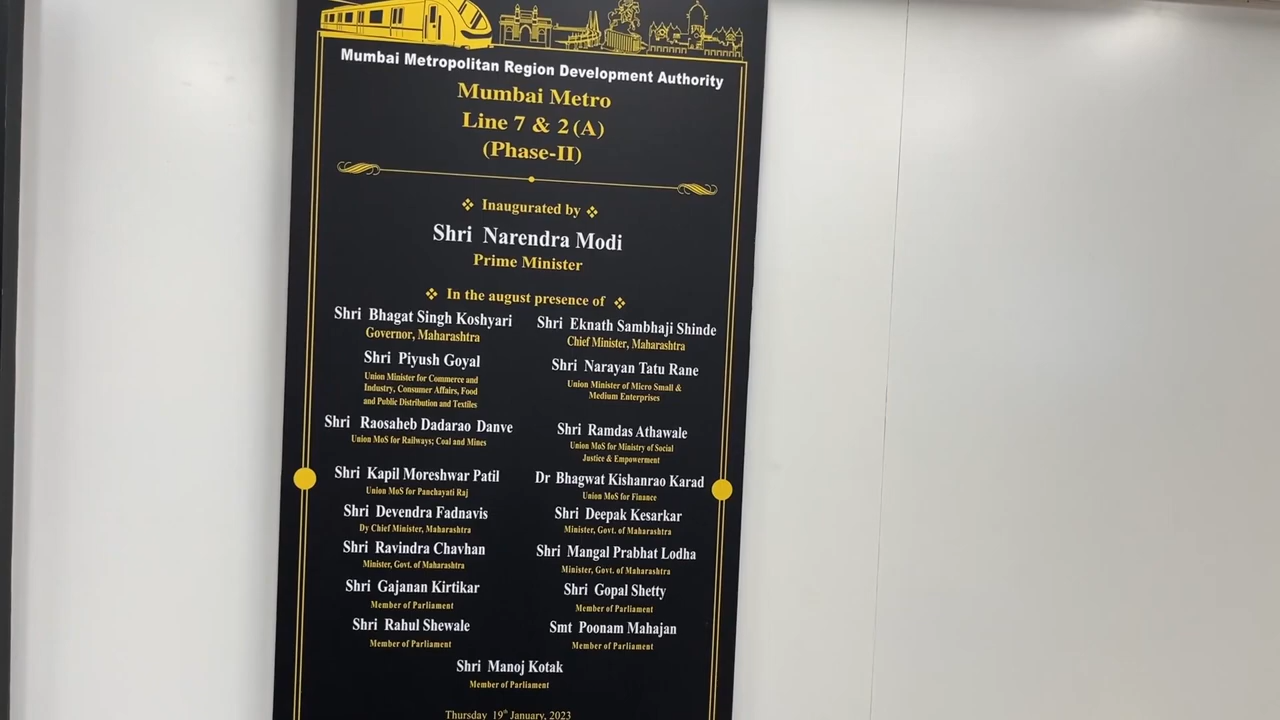 Mumbai Metropolitan Region Development Authority
Mumbai Metro
Line 7 & 2 (A)
(Phase-II)
Inaugurated by
Shri Narendra Modi
Prime Minister
In the august presence of
Shri Bhagat Singh Koshyari
Governor, Maharashtra
Shri Eknath Sambhaji Shinde
Chief Minister, Maharashtra
Shri Piyush Goyal
Union Minister for Commerce and
Industry, Consumer Affairs, Food
and Public Distribution and Textiles
Shri Narayan Tatu Rane
Union Minister of Micro Small &
Medium Enterprises
Shri Raosaheb Dadarao Danve
Union MoS for Railways; Coal and Mines
Shri Ramdas Athawale
Union MoS for Ministry of Social
Justice & Empowerment
Shri Kapil Moreshwar Patil
Union MoS for Panchayati Raj
Dr Bhagwat Kishanrao Karad
Union MoS for Finance
Shri Devendra Fadnavis
Dy Chief Minister, Maharashtra
Shri Deepak Kesarkar
Minister, Govt. of Maharashtra
Shri Ravindra Chavhan
Minister, Govt. of Maharashtra
Shri Mangal Prabhat Lodha
Minister, Govt. of Maharashtra
Shri Gajanan Kirtikar
Member of Parliament
Shri Gopal Shetty
Member of Parliament
Shri Rahul Shewale
Member of Parliament
Smt Poonam Mahajan
Member of Parliament
Shri Manoj Kotak
Member of Parliament
Thursday 19th January, 2023